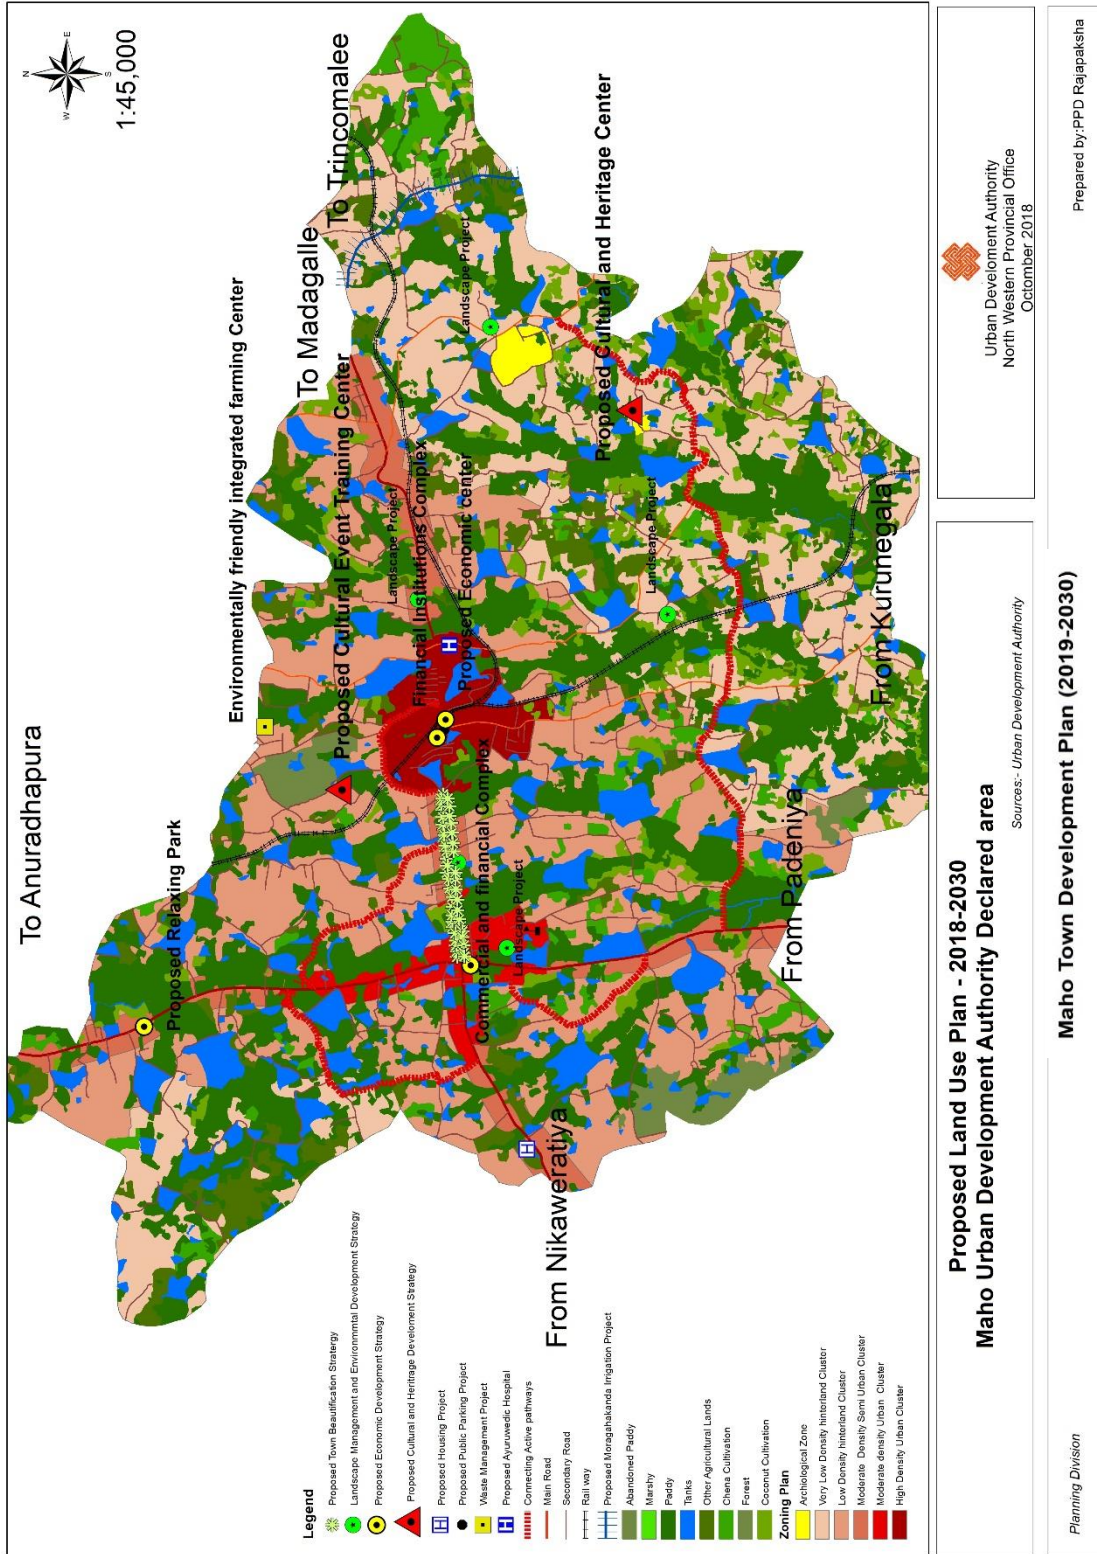 N
E
W
S
1:45,000
To Anuradhapura
Environmentally friendly integrated farming Center
To Madagalle
To Trincomalee
Proposed Relaxing Park
Proposed Cultural Event Training Center
Landscape Project
Financial Institutions Complex
Proposed Economic center
Landscape Project
Commercial and financial Complex
Landscape Project
Proposed Cultural and Heritage Center
Landscape Project
From Nikaweratiya
From Padeniya
From Kurunegala
Legend
Proposed Town Beautification Stratergy
Landscape Management and Environmntal Development Strategy
Proposed Economic Development Strategy
Proposed Cultural and Heritrage Develoment Strategy
Proposed Housing Project
Proposed Public Parking Project
Waste Management Project
Proposed Ayuruwedic Hospital
Connecting Active pathways
Main Road
Secondary Road
Rail way
Proposed Moragahakanda Irrigation Project
Abandoned Paddy
Marshy
Paddy
Tanks
Other Agricultural Lands
Chena Cultivation
Forest
Coconut Cultivation
Zoning Plan
Archiological Zone
Very Low Density hinterland Cluster
Low Density hinterland Cluster
Moderate Density Semi Urban Cluster
Moderate density Urban Cluster
High Density Urban Cluster
Proposed Land Use Plan - 2018-2030
Maho Urban Development Authority Declared area
Sources:- Urban Development Authority
Urban Develoment Authority
North Western Provincial Office
Octomber 2018
Planning Division
Maho Town Development Plan (2019-2030)
Prepared by:PPD Rajapaksha